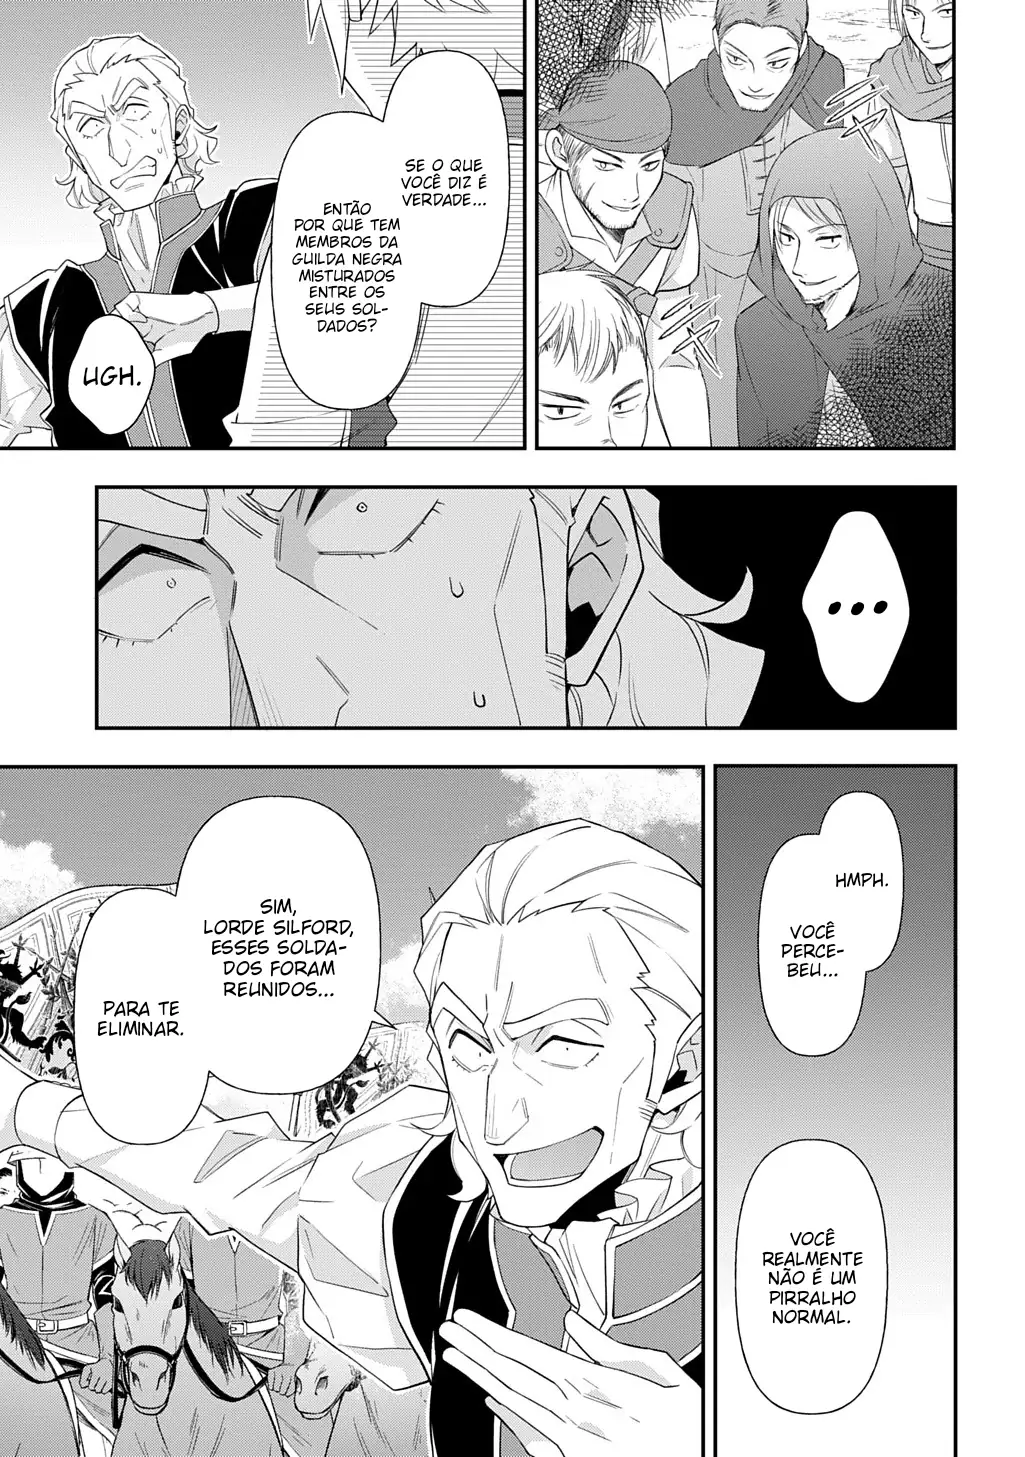 SE O QUE
VOCÊ DIZ É
VERDADE...
ENTÃO
POR QUE TEM
MEMBROS DA
GUILDA NEGRA
MISTURADOS
ENTRE OS
SEUS SOL-
DADOS?
UGH.
...
HMPH.
VOCÊ
PERCE-
BEU...
VOCÊ
REALMENTE
NÃO É UM
PIRRALHO
NORMAL.
SIM,
LORDE SILFORD,
ESSES SOLDA-
DOS FORAM
REUNIDOS...
PARA TE
ELIMINAR.